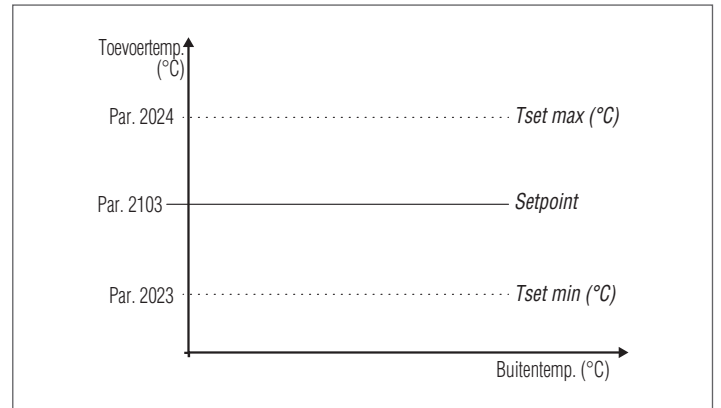 Toevoertemp.
(°C)
Par. 2024
Tset max (°C)
Par. 2103
Setpoint
Par. 2023
Tset min (°C)
Buitentemp. (°C)